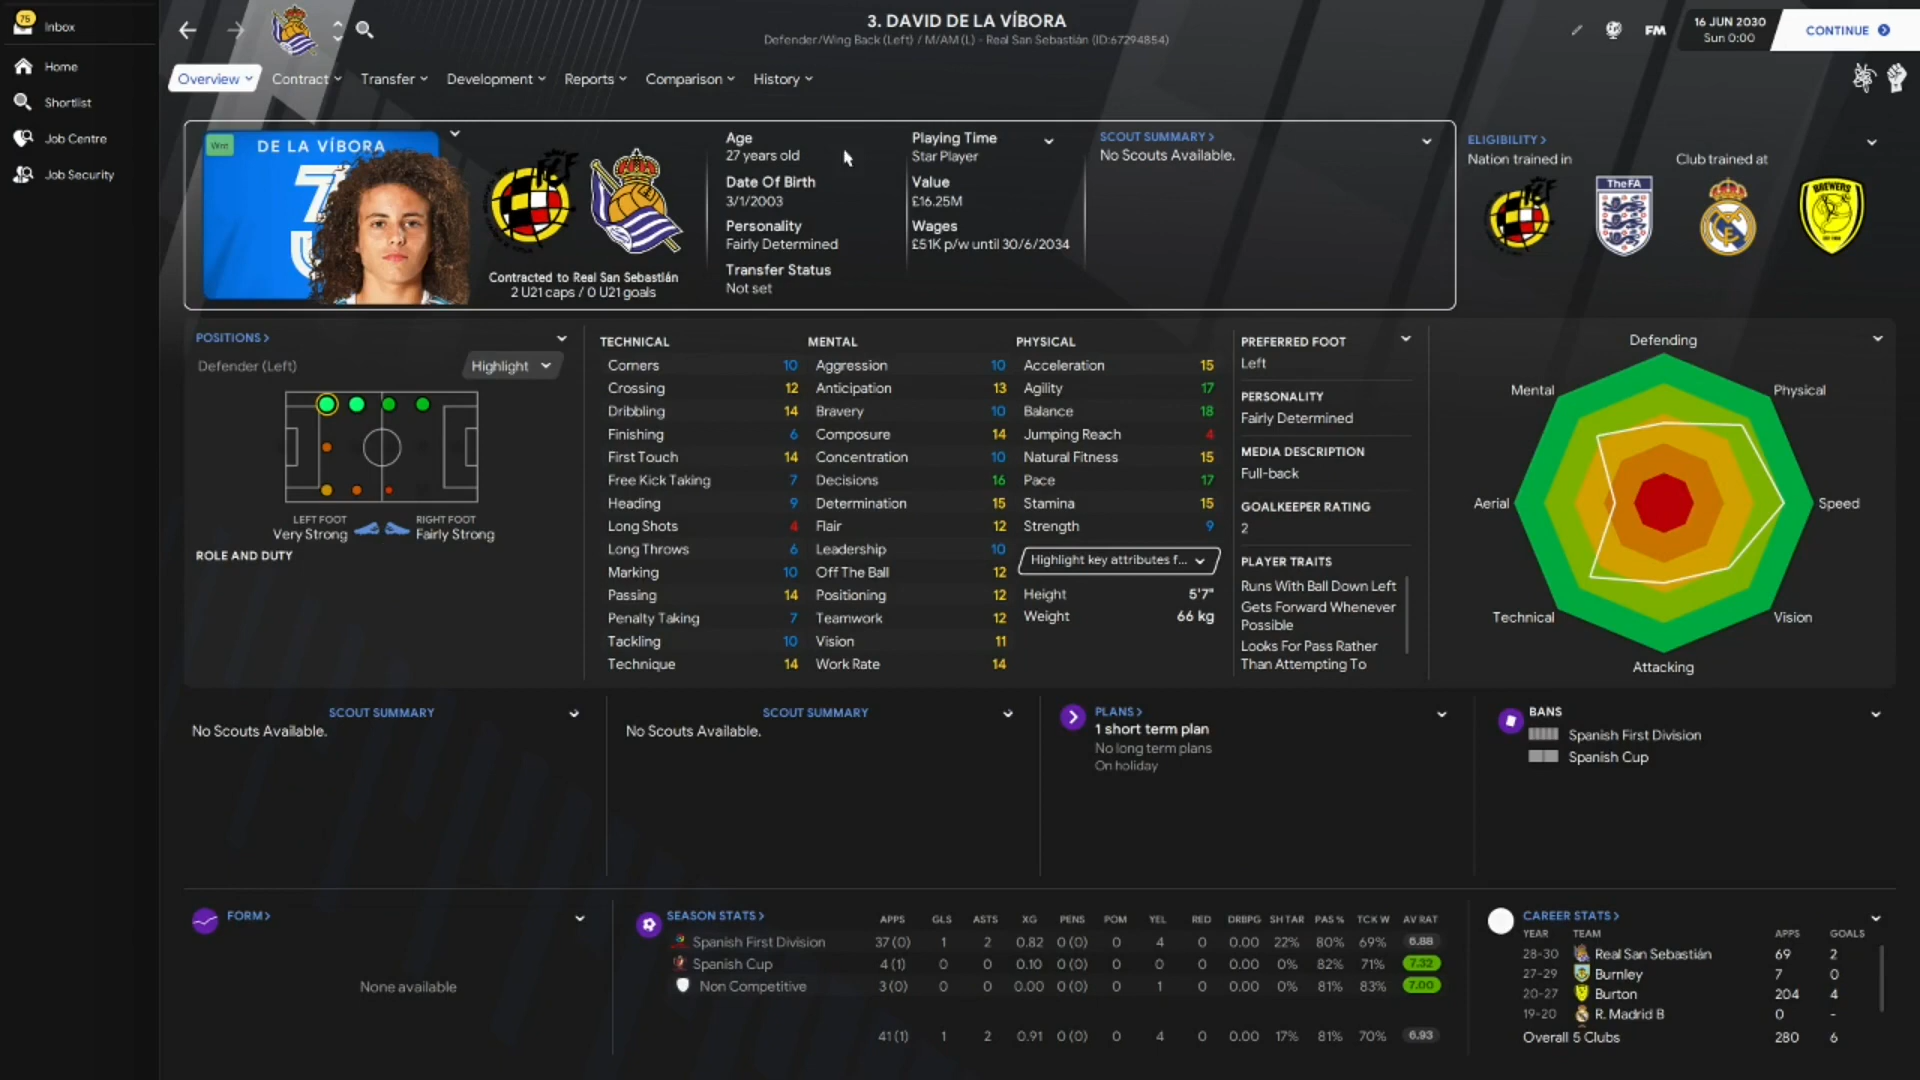 75
Inbox
Home
Shortlist
Job Centre
Job Security
3. DAVID DE LA VÍBORA
Defender/Wing Back (Left) / M/AM (L) - Real San Sebastián (ID:67294854)
FM
16 JUN 2030
Sun 0:00
CONTINUE
Overview
Contract
Transfer
Development
Reports
Comparison
History
Wnt
DE LA VÍBORA
Contracted to Real San Sebastián
2 U21 caps / 0 U21 goals
Age
27 years old
Date Of Birth
3/1/2003
Personality
Fairly Determined
Transfer Status
Not set
Playing Time
Star Player
Value
£16.25M
Wages
£51K p/w until 30/6/2034
SCOUT SUMMARY >
No Scouts Available.
ELIGIBILITY >
Nation trained in
Club trained at
The FA
BREWERS
POSITIONS >
Defender (Left)
Highlight
LEFT FOOT
Very Strong
RIGHT FOOT
Fairly Strong
ROLE AND DUTY
TECHNICAL
Corners 10
Crossing 12
Dribbling 14
Finishing 6
First Touch 14
Free Kick Taking 7
Heading 9
Long Shots 4
Long Throws 6
Marking 10
Passing 14
Penalty Taking 7
Tackling 10
Technique 14
MENTAL
Aggression 10
Anticipation 13
Bravery 10
Composure 14
Concentration 10
Decisions 16
Determination 15
Flair 12
Leadership 10
Off The Ball 12
Positioning 12
Teamwork 12
Vision 11
Work Rate 14
PHYSICAL
Acceleration 15
Agility 17
Balance 18
Jumping Reach 4
Natural Fitness 15
Pace 17
Stamina 15
Strength 9
Highlight key attributes f...
Height 5'7"
Weight 66 kg
PREFERRED FOOT
Left
PERSONALITY
Fairly Determined
MEDIA DESCRIPTION
Full-back
GOALKEEPER RATING
2
PLAYER TRAITS
Runs With Ball Down Left
Gets Forward Whenever
Possible
Looks For Pass Rather
Than Attempting To
Defending
Mental
Physical
Aerial
Speed
Technical
Vision
Attacking
SCOUT SUMMARY
No Scouts Available.
SCOUT SUMMARY
No Scouts Available.
PLANS >
1 short term plan
No long term plans
On holiday
BANS
Spanish First Division
Spanish Cup
FORM >
None available
SEASON STATS > APPS GLS ASTS XG PENS POM YEL RED DRBPG SH TAR PAS % TCK W AV RAT
Spanish First Division 37 (0) 1 2 0.82 0 (0) 0 4 0 0.00 22% 80% 69% 6.88
Spanish Cup 4 (1) 0 0 0.10 0 (0) 0 0 0 0.00 0% 82% 71% 7.32
Non Competitive 3 (0) 0 0 0.00 0 (0) 0 1 0 0.00 0% 81% 83% 7.00
41 (1) 1 2 0.91 0 (0) 0 4 0 0.00 17% 81% 70% 6.93
CAREER STATS >
YEAR TEAM APPS GOALS
28-30 Real San Sebastián 69 2
27-29 Burnley 7 0
20-27 Burton 204 4
19-20 R. Madrid B 0 -
Overall 5 Clubs 280 6